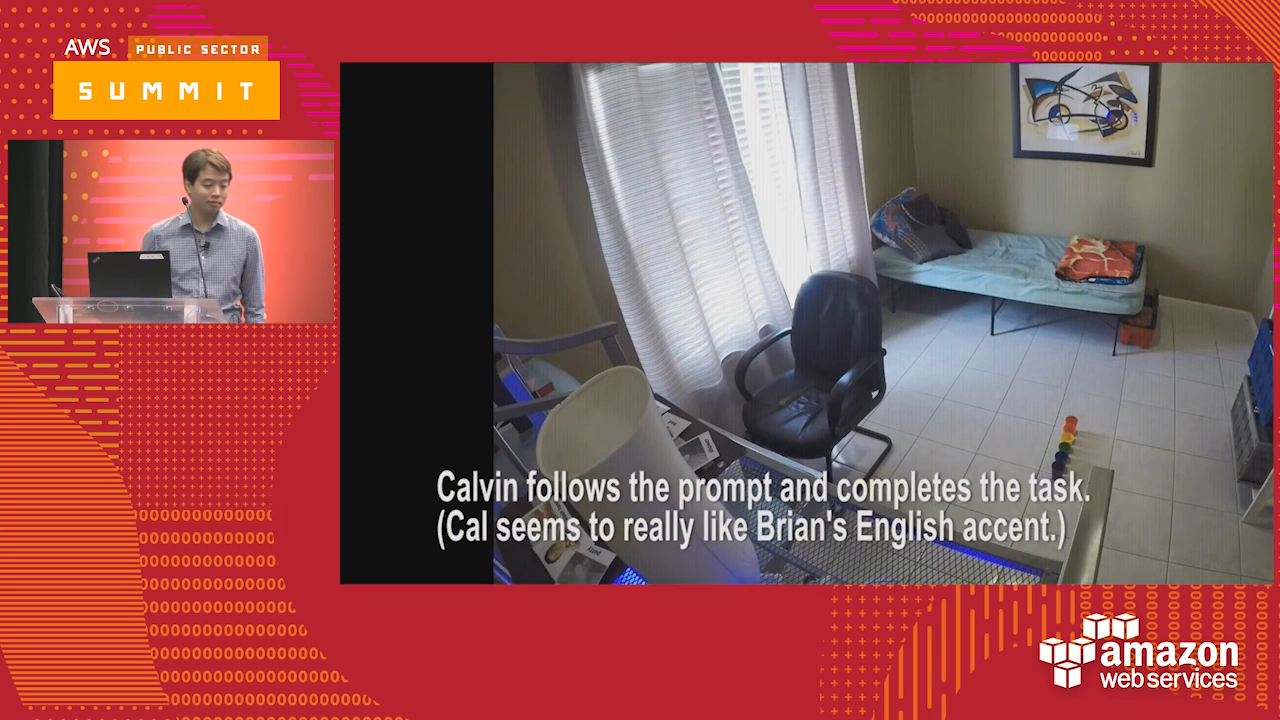 AWS PUBLIC SECTOR
SUMMIT
Calvin follows the prompt and completes the task.
(Cal seems to really like Brian's English accent.)
amazon
web services